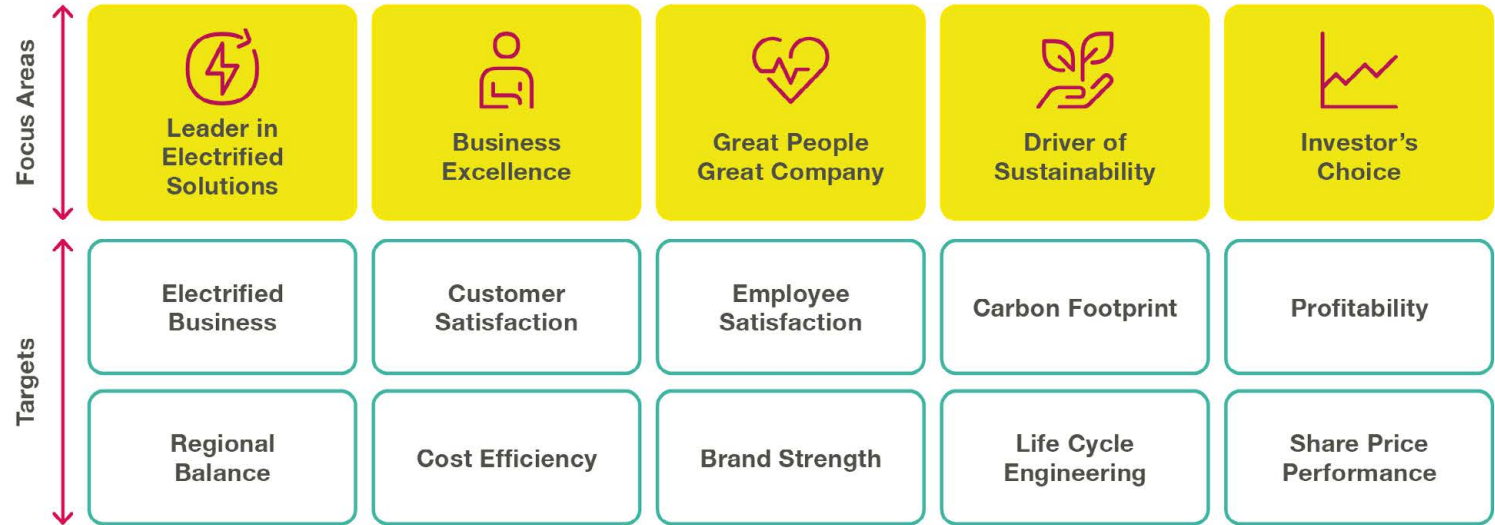 Focus Areas
Leader in
Electrified
Solutions
Business
Excellence
Great People
Great Company
Driver of
Sustainability
Investor’s
Choice
Targets
Electrified
Business
Customer
Satisfaction
Employee
Satisfaction
Carbon Footprint
Profitability
Regional
Balance
Cost Efficiency
Brand Strength
Life Cycle
Engineering
Share Price
Performance